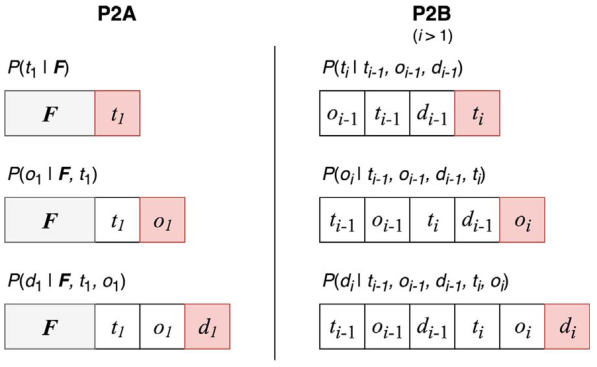 P2A
P(t1 | F)
F t1
P(o1 | F, t1)
F t1 o1
P(d1 | F, t1, o1)
F t1 o1 d1
P2B
(i > 1)
P(ti | ti-1, oi-1, di-1)
oi-1 ti-1 di-1 ti
P(oi | ti-1, oi-1, di-1, ti)
ti-1 oi-1 ti di-1 oi
P(di | ti-1, oi-1, di-1, ti, oi)
ti-1 oi-1 di-1 ti oi di